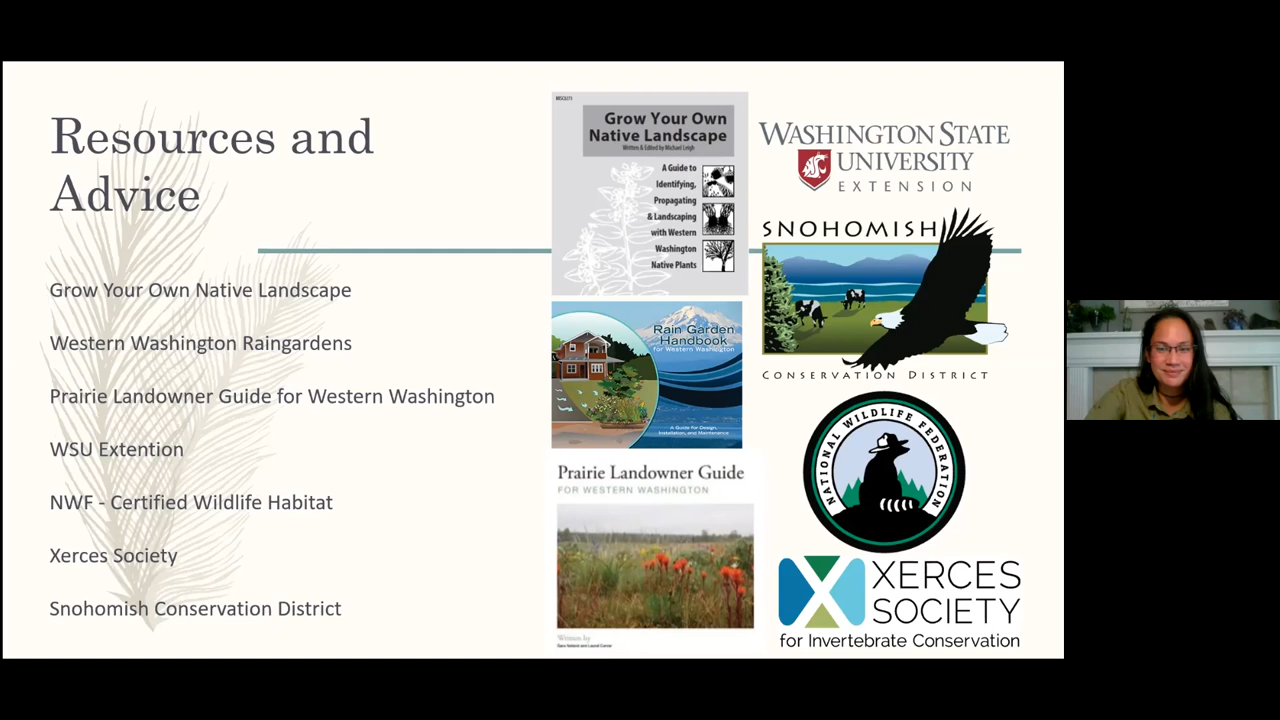 Resources and
Advice
Grow Your Own Native Landscape
Western Washington Raingardens
Prairie Landowner Guide for Western Washington
WSU Extention
NWF - Certified Wildlife Habitat
Xerces Society
Snohomish Conservation District
Grow Your Own
Native Landscape
Written & Edited by Michael Leigh
A Guide to
Identifying,
Propagating
& Landscaping
with Western
Washington
Native Plants
Rain Garden
Handbook
for Western Washington
A Guide for Design,
Installation, and Maintenance
Prairie Landowner Guide
FOR WESTERN WASHINGTON
Written by
WASHINGTON STATE
UNIVERSITY
EXTENSION
SNOHOMISH
CONSERVATION DISTRICT
NATIONAL WILDLIFE FEDERATION
XERCES
SOCIETY
for Invertebrate Conservation